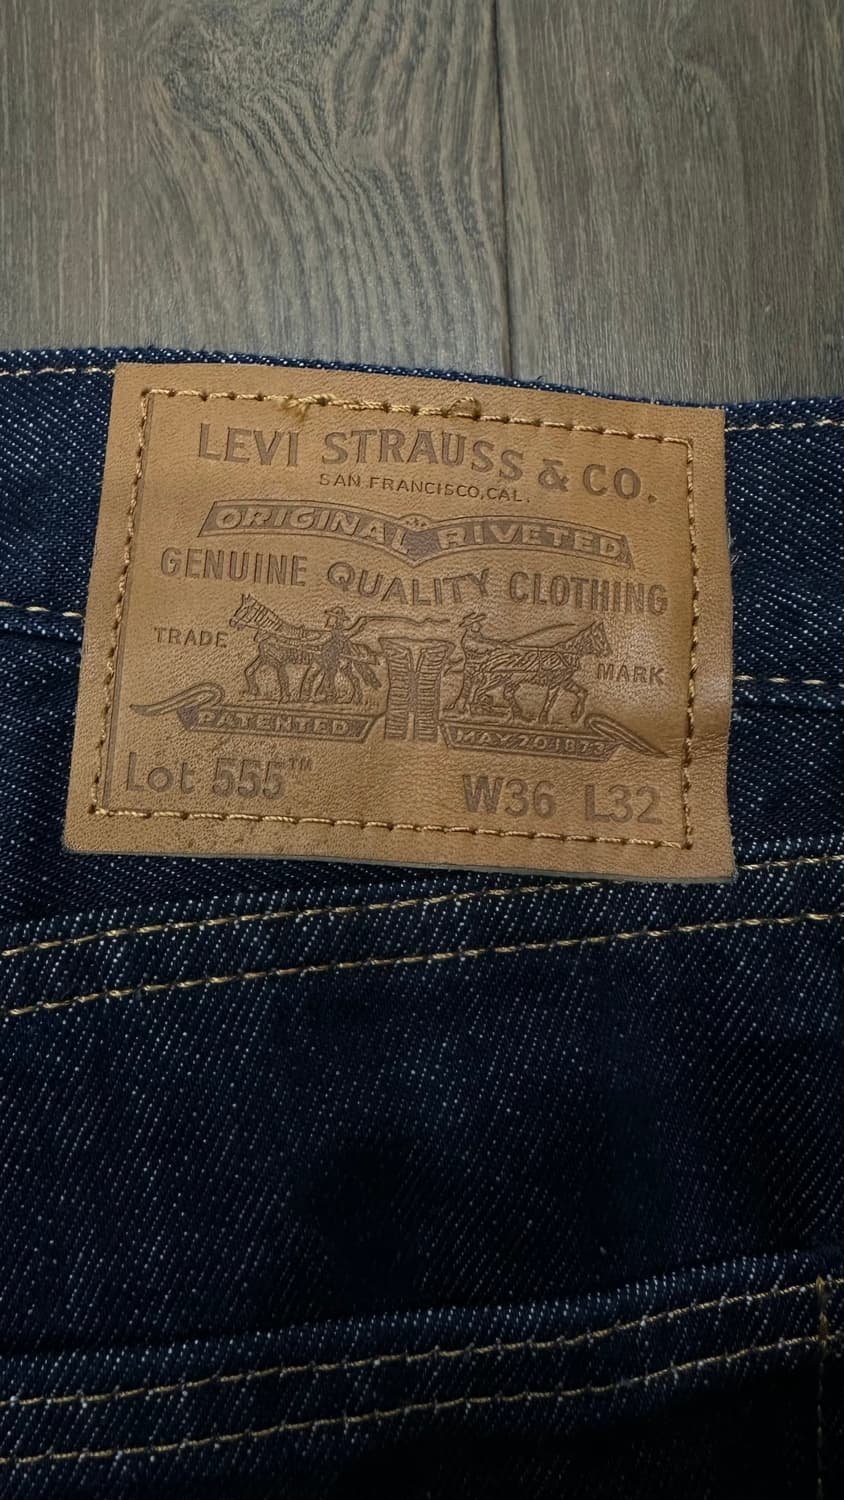 LEVI STRAUSS & CO.
SAN FRANCISCO, CAL.
ORIGINAL RIVETED
GENUINE QUALITY CLOTHING
TRADE MARK
PATENTED MAY 20 1873
Lot 555™ W36 L32